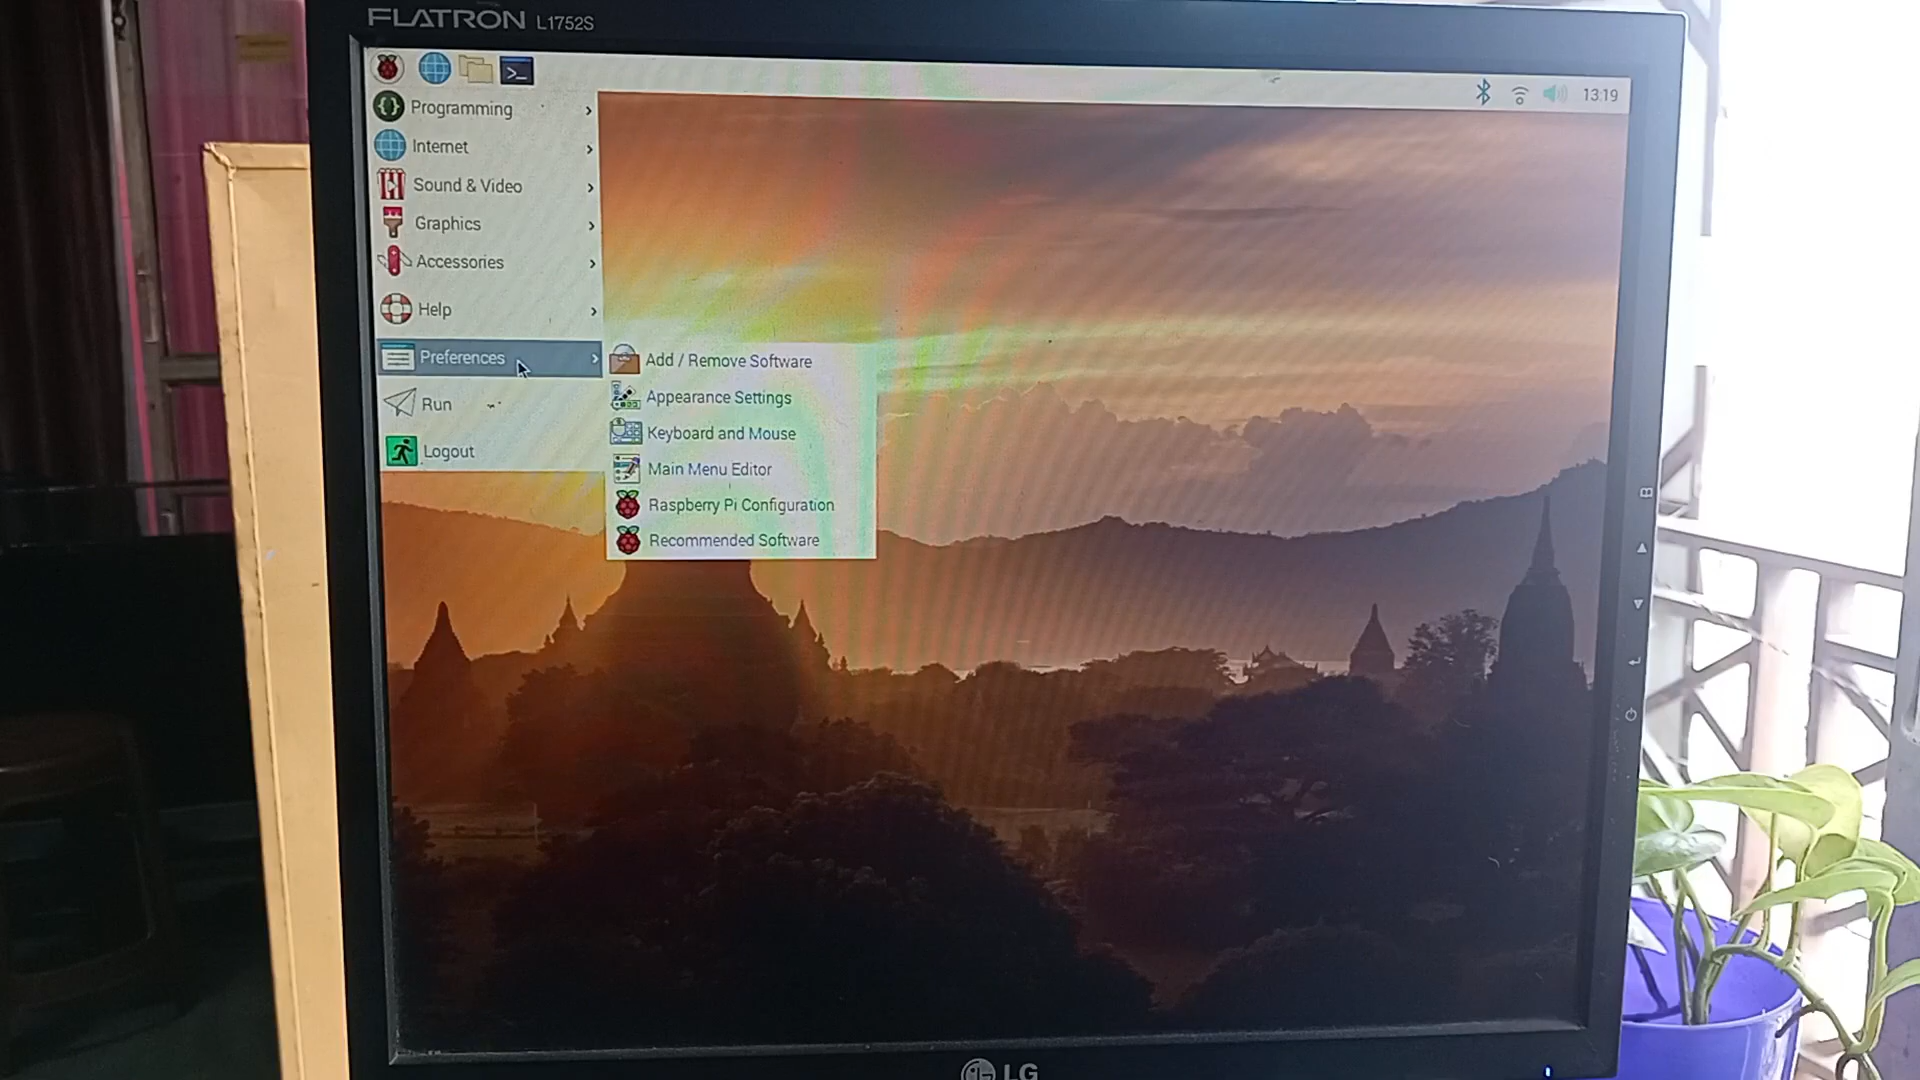 FLATRON L1752S
13:19
Programming
Internet
Sound & Video
Graphics
Accessories
Help
Preferences
Run
Logout
Add / Remove Software
Appearance Settings
Keyboard and Mouse
Main Menu Editor
Raspberry Pi Configuration
Recommended Software
LG